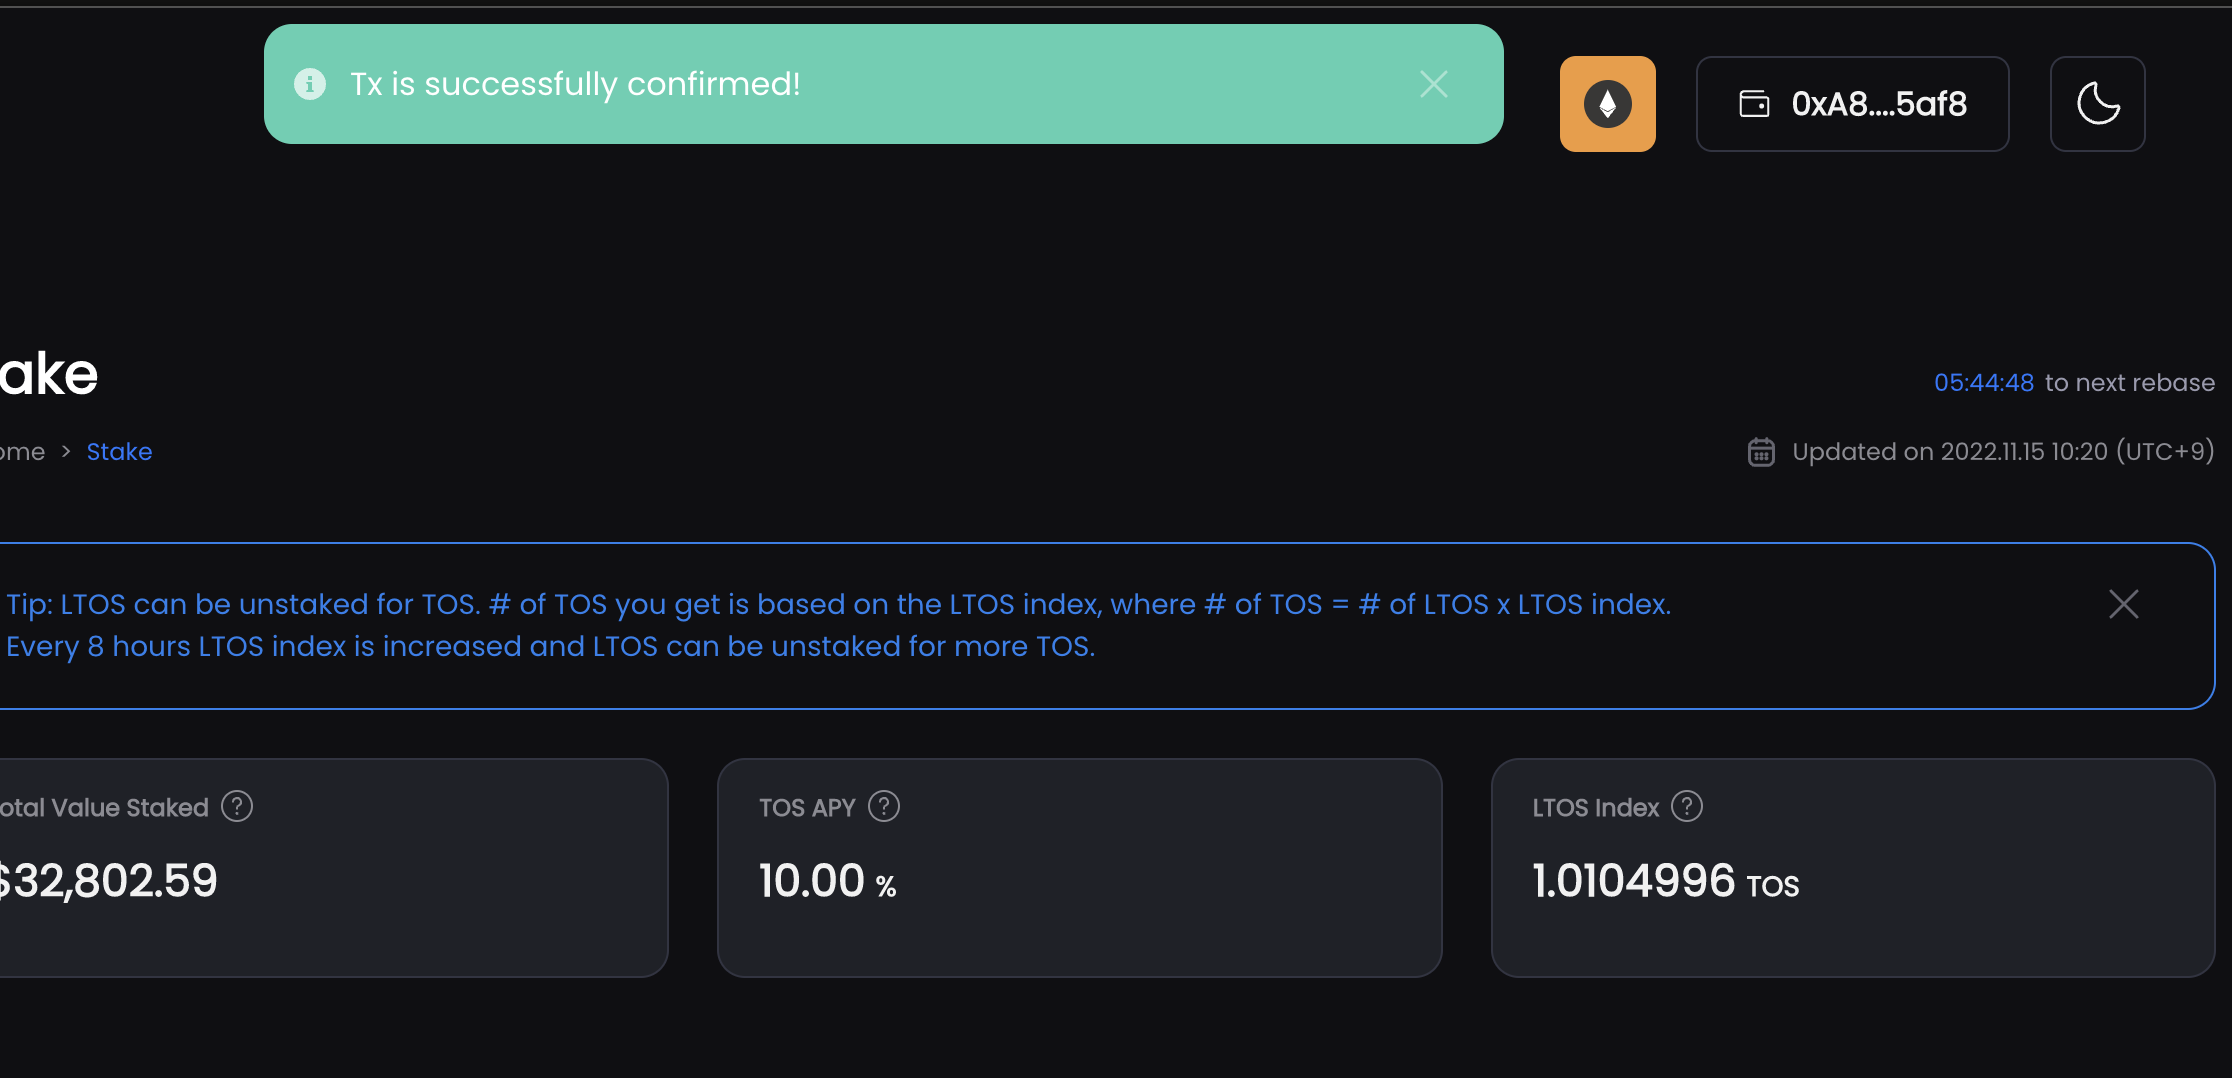 Tx is successfully confirmed!
0xA8....5af8
ake
05:44:48 to next rebase
ome > Stake
Updated on 2022.11.15 10:20 (UTC+9)
Tip: LTOS can be unstaked for TOS. # of TOS you get is based on the LTOS index, where # of TOS = # of LTOS x LTOS index.
Every 8 hours LTOS index is increased and LTOS can be unstaked for more TOS.
otal Value Staked ?
$32,802.59
TOS APY ?
10.00 %
LTOS Index ?
1.0104996 TOS